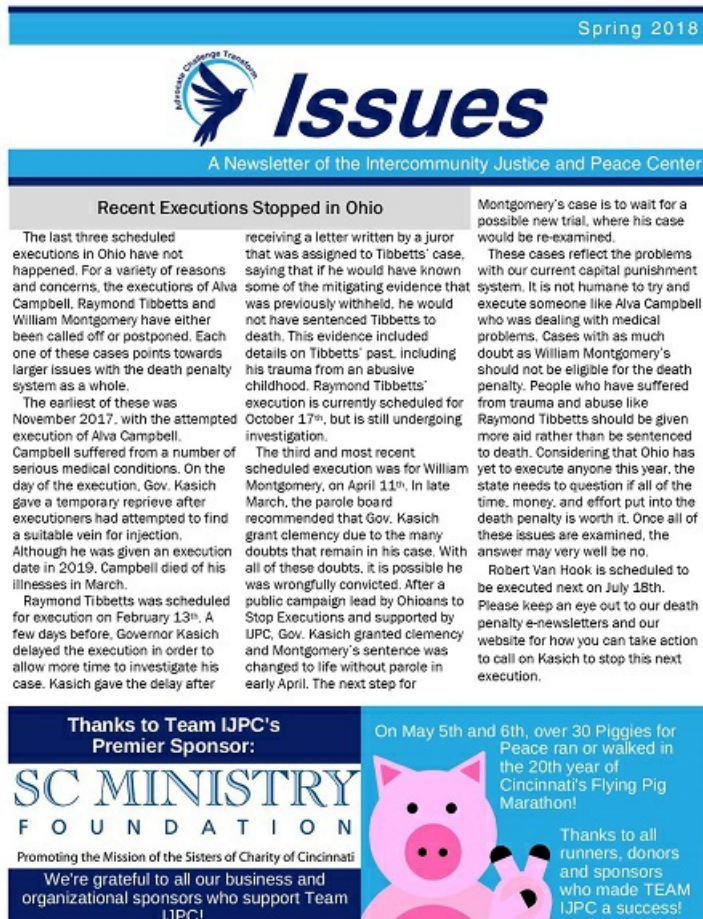 Spring 2018
Advocate Challenge Transform
Issues
A Newsletter of the Intercommunity Justice and Peace Center
Recent Executions Stopped in Ohio
The last three scheduled
executions in Ohio have not
happened. For a variety of reasons
and concerns, the executions of Alva
Campbell, Raymond Tibbetts and
William Montgomery have either
been called off or postponed. Each
one of these cases points towards
larger issues with the death penalty
system as a whole.
The earliest of these was
November 2017, with the attempted
execution of Alva Campbell.
Campbell suffered from a number of
serious medical conditions. On the
day of the execution, Gov. Kasich
gave a temporary reprieve after
executioners had attempted to find
a suitable vein for injection.
Although he was given an execution
date in 2019, Campbell died of his
illnesses in March.
Raymond Tibbetts was scheduled
for execution on February 13th. A
few days before, Governor Kasich
delayed the execution in order to
allow more time to investigate his
case. Kasich gave the delay after
receiving a letter written by a juror
that was assigned to Tibbetts' case,
saying that if he would have known
some of the mitigating evidence that
was previously withheld, he would
not have sentenced Tibbetts to
death. This evidence included
details on Tibbetts' past, including
his trauma from an abusive
childhood. Raymond Tibbetts'
execution is currently scheduled for
October 17th, but is still undergoing
investigation.
The third and most recent
scheduled execution was for William
Montgomery, on April 11th. In late
March, the parole board
recommended that Gov. Kasich
grant clemency due to the many
doubts that remain in his case. With
all of these doubts, it is possible he
was wrongfully convicted. After a
public campaign lead by Ohioans to
Stop Executions and supported by
IJPC, Gov. Kasich granted clemency
and Montgomery's sentence was
changed to life without parole in
early April. The next step for
Montgomery's case is to wait for a
possible new trial, where his case
would be re-examined.
These cases reflect the problems
with our current capital punishment
system. It is not humane to try and
execute someone like Alva Campbell
who was dealing with medical
problems. Cases with as much
doubt as William Montgomery's
should not be eligible for the death
penalty. People who have suffered
from trauma and abuse like
Raymond Tibbetts should be given
more aid rather than be sentenced
to death. Considering that Ohio has
yet to execute anyone this year, the
state needs to question if all of the
time, money, and effort put into the
death penalty is worth it. Once all of
these issues are examined, the
answer may very well be no.
Robert Van Hook is scheduled to
be executed next on July 18th.
Please keep an eye out to our death
penalty e-newsletters and our
website for how you can take action
to call on Kasich to stop this next
execution.
Thanks to Team IJPC's
Premier Sponsor:
SC MINISTRY
FOUNDATION
Promoting the Mission of the Sisters of Charity of Cincinnati
We're grateful to all our business and
organizational sponsors who support Team
IJPC!
On May 5th and 6th, over 30 Piggies for
Peace ran or walked in
the 20th year of
Cincinnati's Flying Pig
Marathon!
Thanks to all
runners, donors
and sponsors
who made TEAM
IJPC a success!